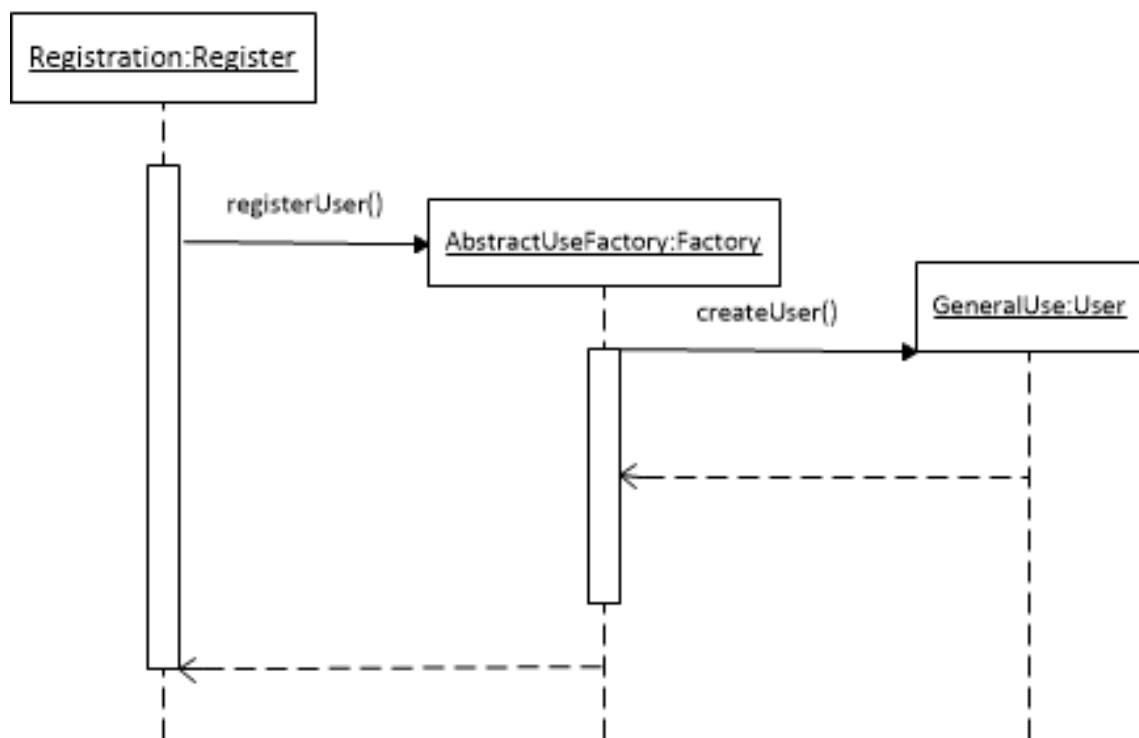 Registration:Register
registerUser()
AbstractUseFactory:Factory
createUser()
GeneralUse:User